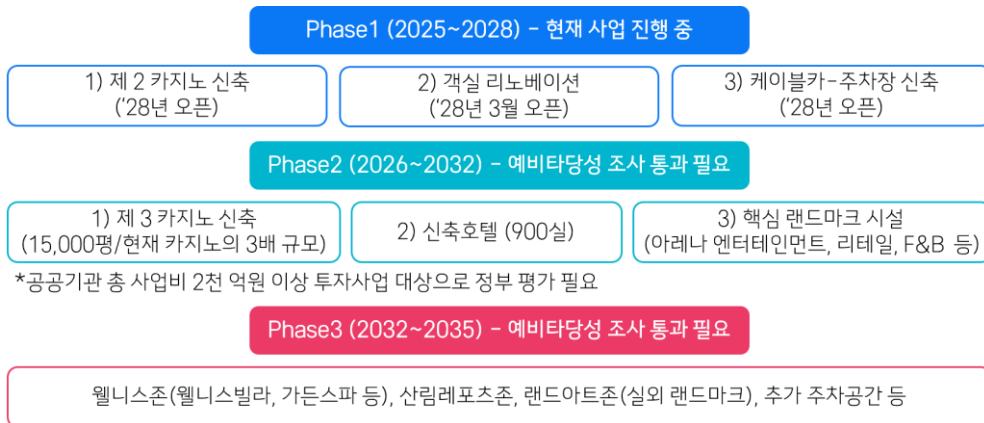 Phase1 (2025~2028) - 현재 사업 진행 중
1) 제 2 카지노 신축
(‘28년 오픈)
2) 객실 리노베이션
(‘28년 3월 오픈)
3) 케이블카-주차장 신축
(‘28년 오픈)
Phase2 (2026~2032) - 예비타당성 조사 통과 필요
1) 제 3 카지노 신축
(15,000평/현재 카지노의 3배 규모)
2) 신축호텔 (900실)
3) 핵심 랜드마크 시설
(아레나 엔터테인먼트, 리테일, F&B 등)
*공공기관 총 사업비 2천 억원 이상 투자사업 대상으로 정부 평가 필요
Phase3 (2032~2035) - 예비타당성 조사 통과 필요
웰니스존(웰니스빌라, 가든스파 등), 산림레포츠존, 랜드아트존(실외 랜드마크), 추가 주차공간 등